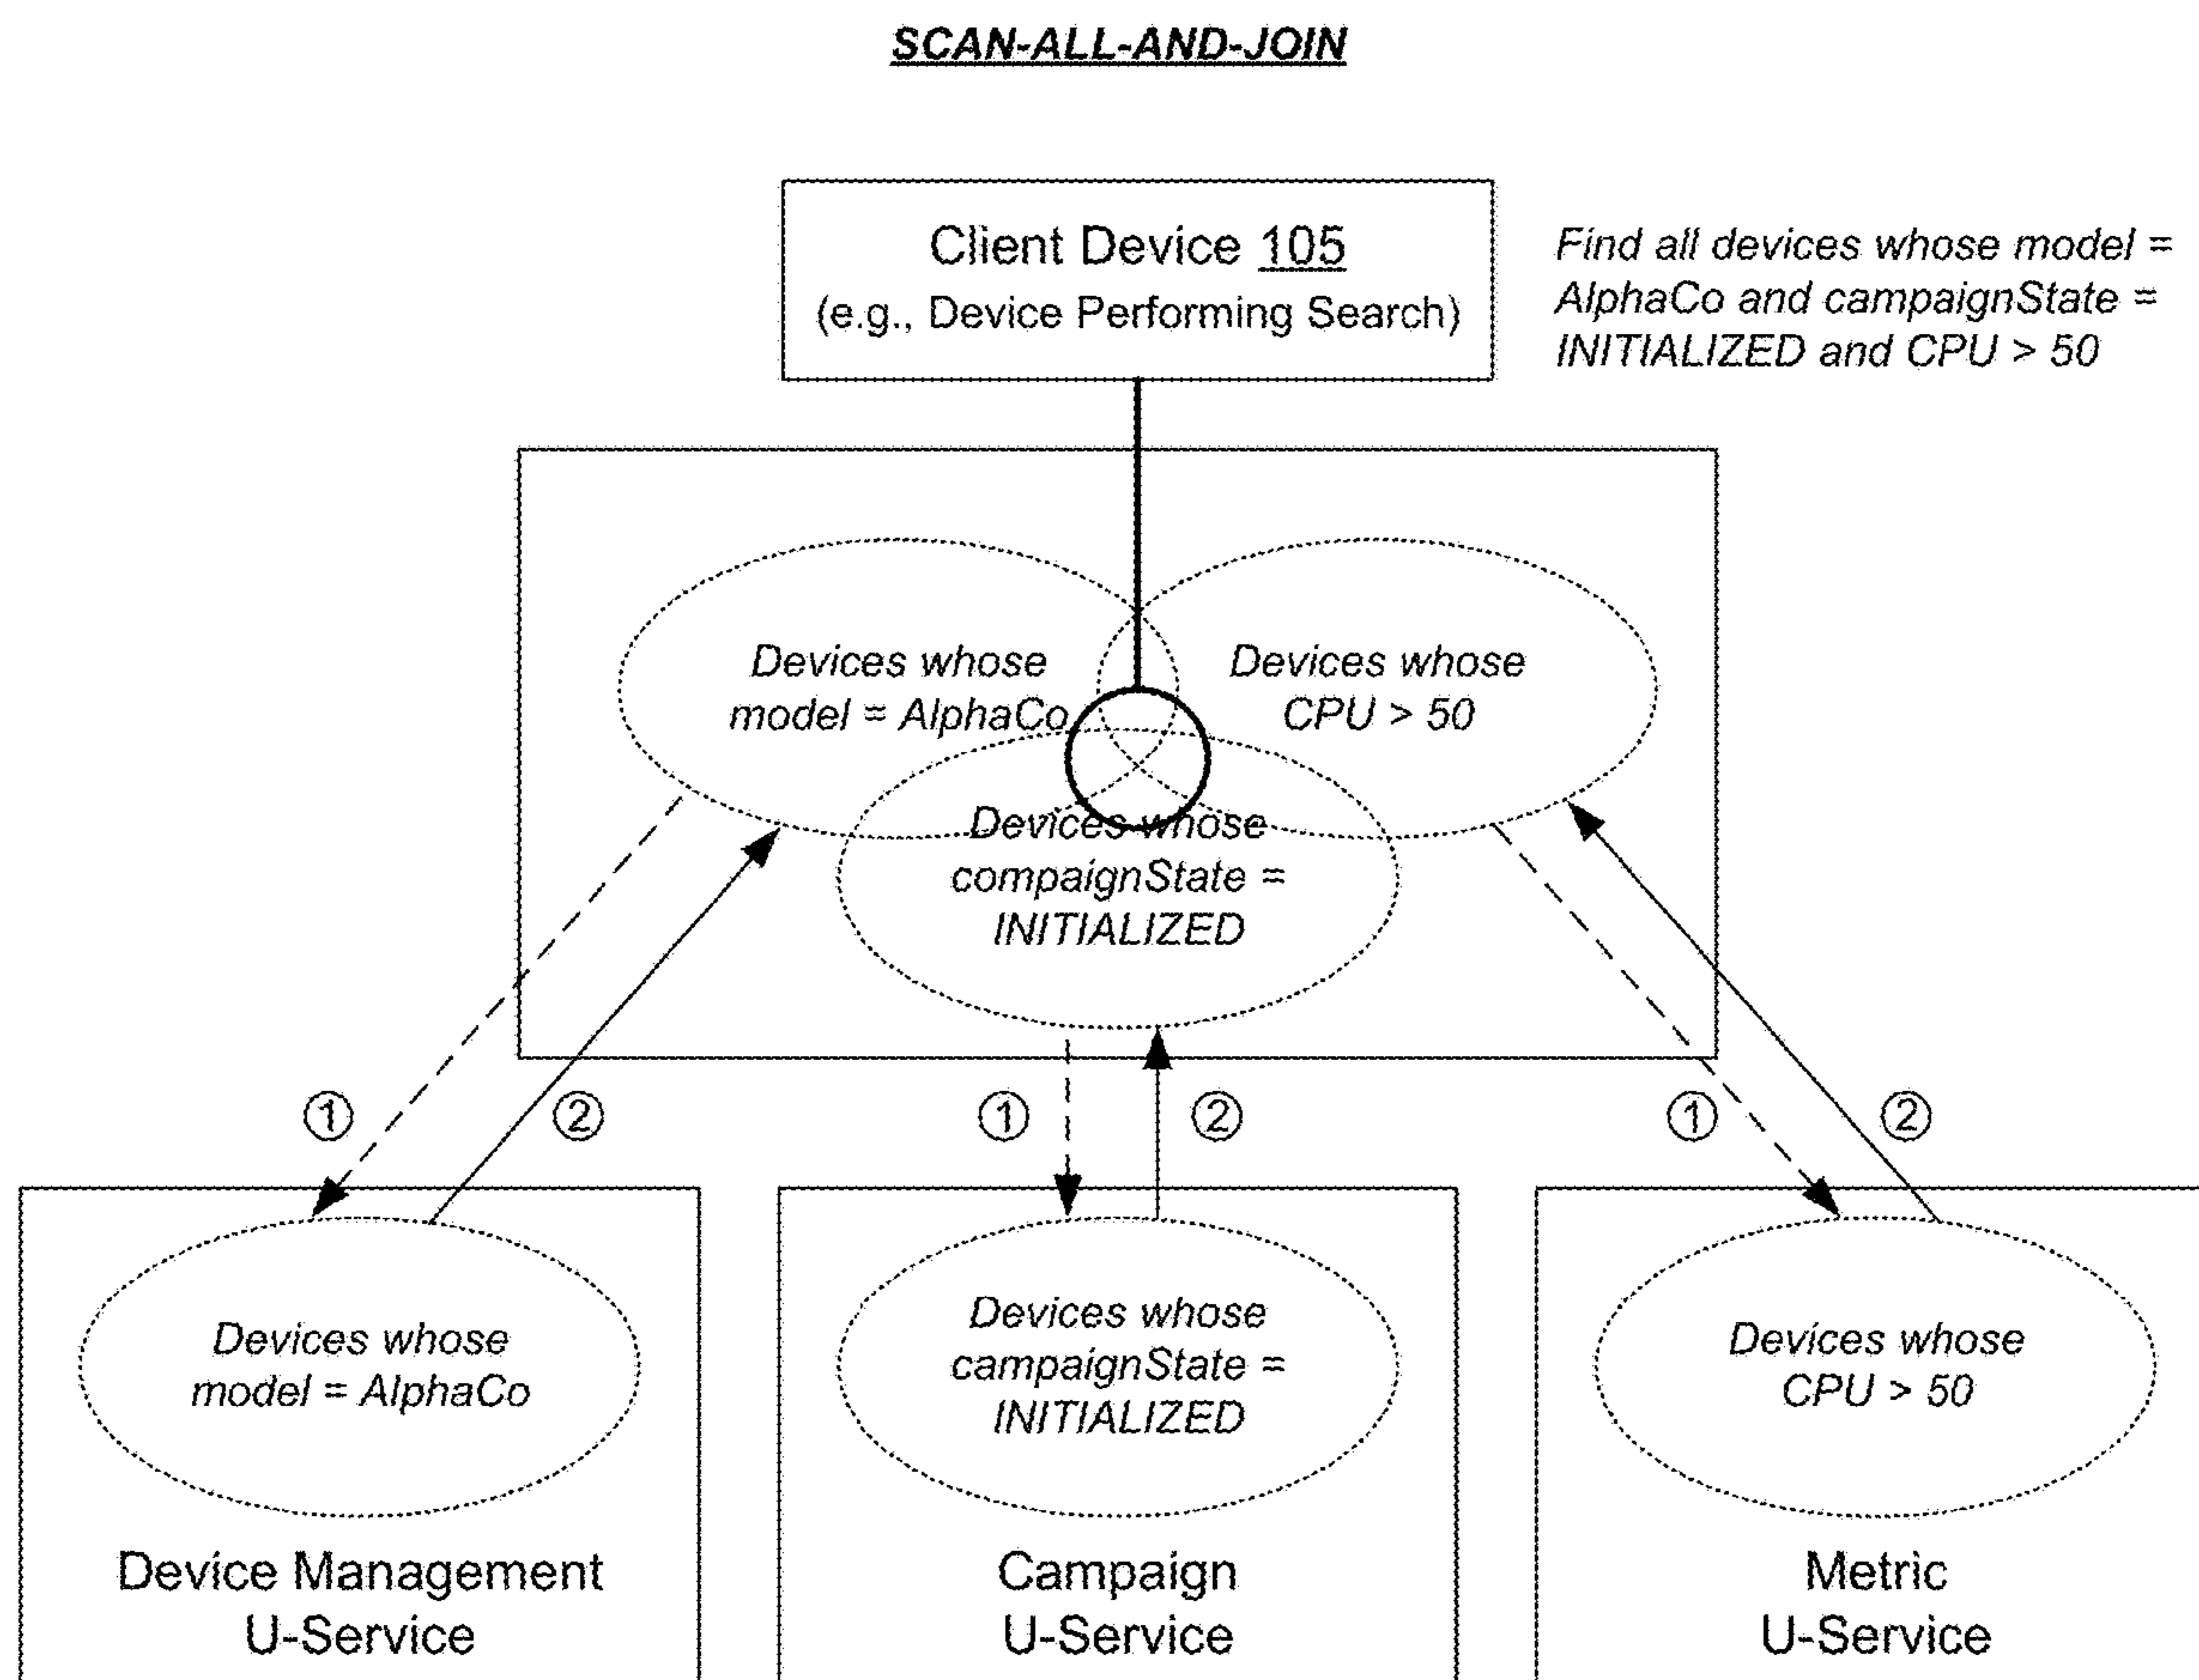 SCAN-ALL-AND-JOIN
Client Device 105
(e.g., Device Performing Search)
Find all devices whose model =
AlphaCo and campaignState =
INITIALIZED and CPU > 50
Devices whose
model = AlphaCo
Devices whose
CPU > 50
Devices whose
compaignState =
INITIALIZED
1
2
1
2
1
2
Devices whose
model = AlphaCo
Device Management
U-Service
Devices whose
campaignState =
INITIALIZED
Campaign
U-Service
Devices whose
CPU > 50
Metric
U-Service